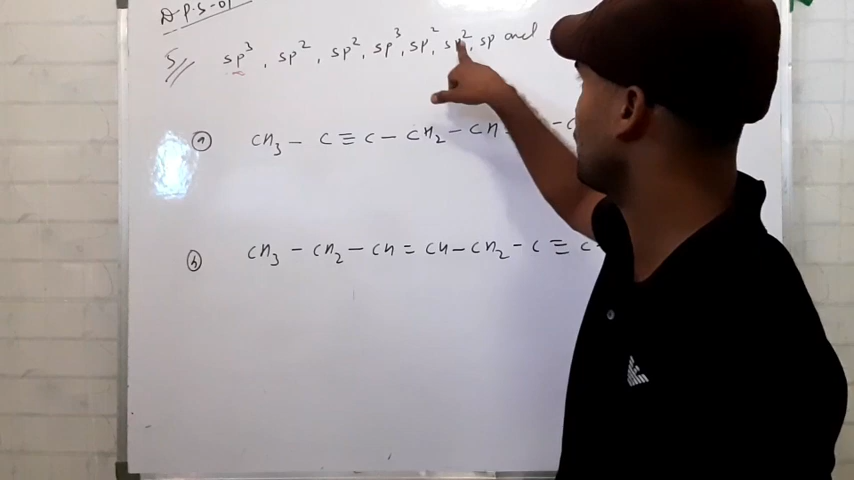 D.P.S-01
5 sp³, sp², sp², sp³, sp², sp², sp and
(a) CH₃ - C ≡ C - CH₂ - CH
(b) CH₃ - CH₂ - CH = CH - CH₂ - C ≡ C